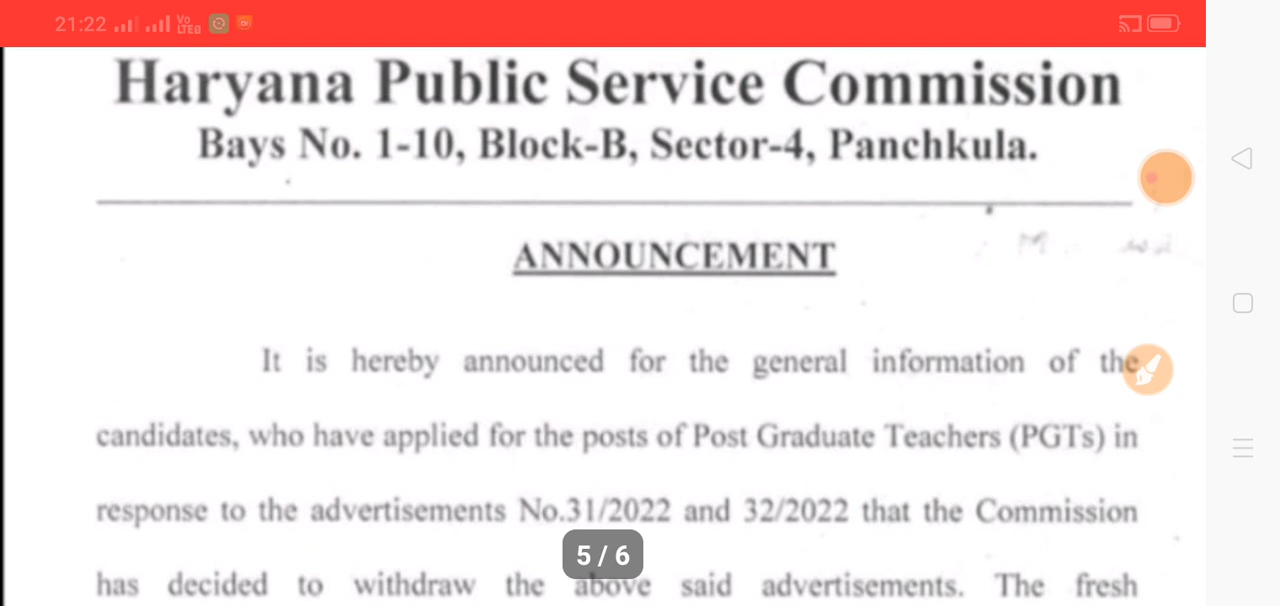 21:22
Vo
LTE
Haryana Public Service Commission
Bays No. 1-10, Block-B, Sector-4, Panchkula.
ANNOUNCEMENT
It is hereby announced for the general information of the
candidates, who have applied for the posts of Post Graduate Teachers (PGTs) in
response to the advertisements No.31/2022 and 32/2022 that the Commission
has decided to withdraw the above said advertisements. The fresh
5 / 6